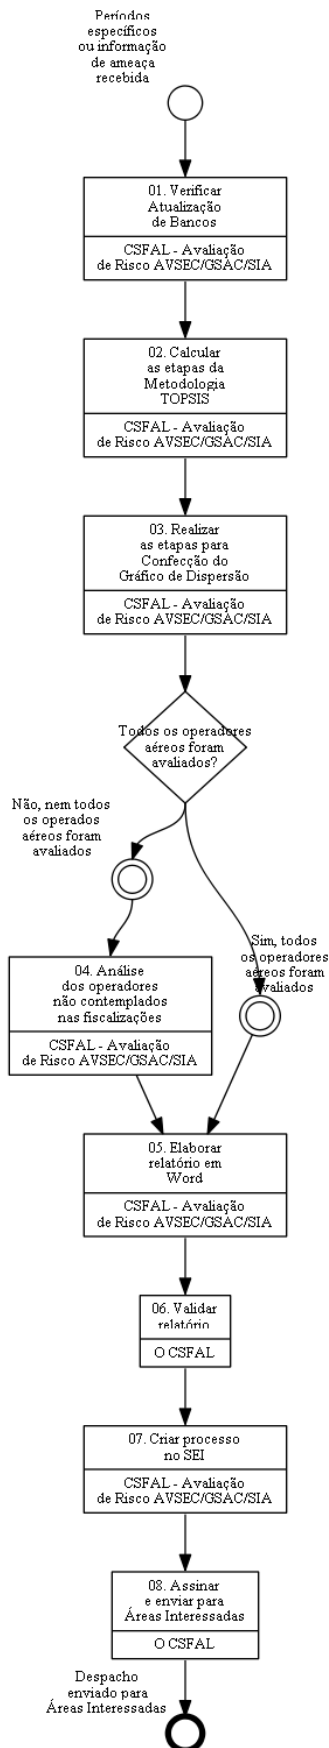 Períodos
específicos
ou informação
de ameaça
recebida
01. Verificar
Atualização
de Bancos
CSFAL - Avaliação
de Risco AVSEC/GSAC/SIA
02. Calcular
as etapas da
Metodologia
TOPSIS
CSFAL - Avaliação
de Risco AVSEC/GSAC/SIA
03. Realizar
as etapas para
Confecção do
Gráfico de Dispersão
CSFAL - Avaliação
de Risco AVSEC/GSAC/SIA
Todos os operadores
aéreos foram
avaliados?
Não, nem todos
os operados
aéreos foram
avaliados
Sim, todos
os operadores
aéreos foram
avaliados
04. Análise
dos operadores
não contemplados
nas fiscalizações
CSFAL - Avaliação
de Risco AVSEC/GSAC/SIA
05. Elaborar
relatório em
Word
CSFAL - Avaliação
de Risco AVSEC/GSAC/SIA
06. Validar
relatório
O CSFAL
07. Criar processo
no SEI
CSFAL - Avaliação
de Risco AVSEC/GSAC/SIA
08. Assinar
e enviar para
Áreas Interessadas
O CSFAL
Despacho
enviado para
Áreas Interessadas